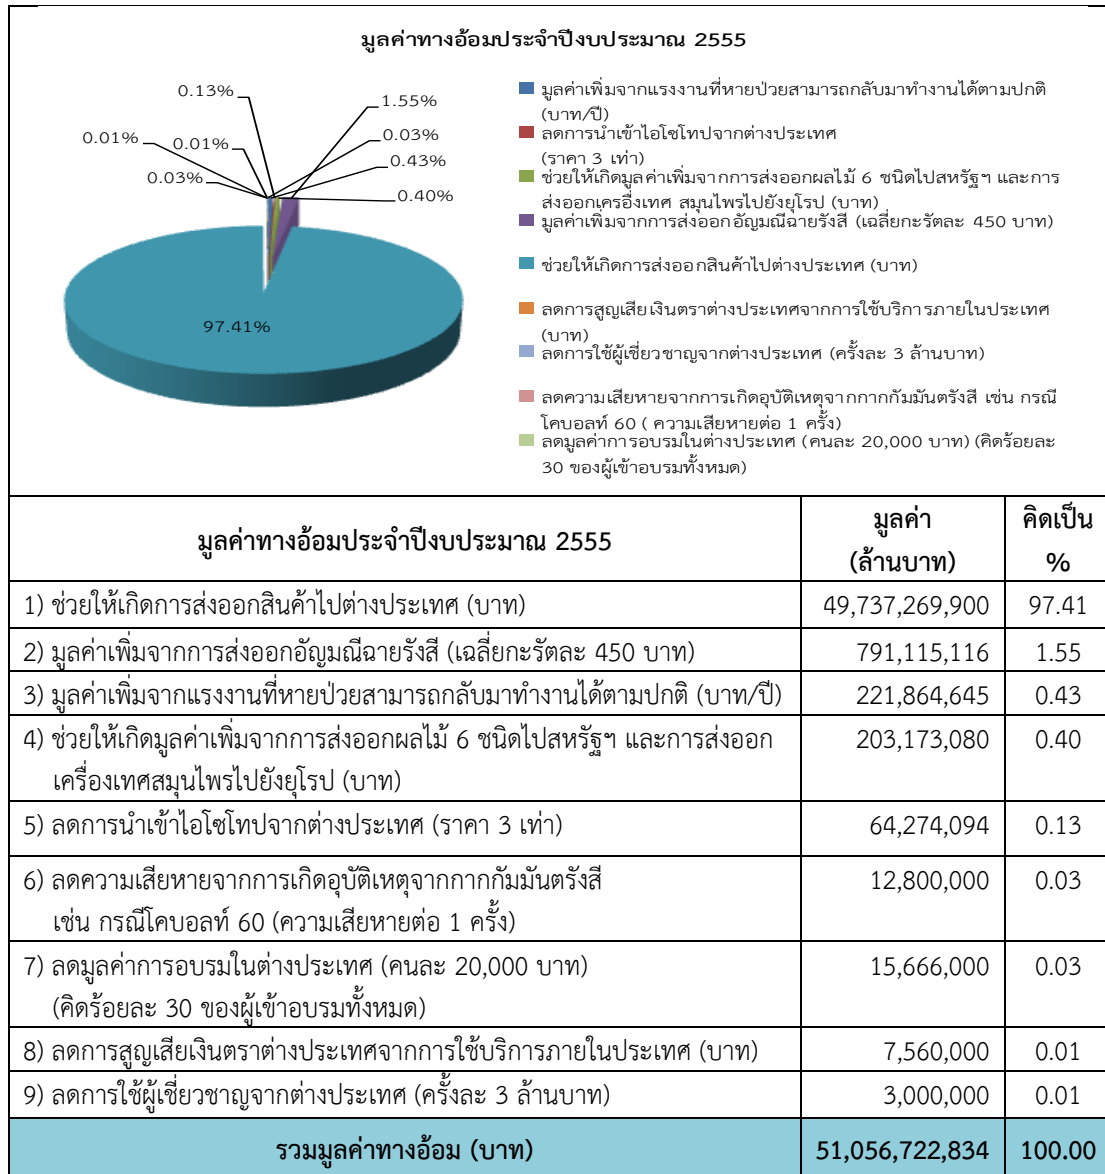 มูลค่าทางอ้อมประจำปีงบประมาณ 2555
0.13%
1.55%
0.01%
0.01%
0.03%
0.03%
0.43%
0.40%
97.41%
มูลค่าเพิ่มจากแรงงานที่หายป่วยสามารถกลับมาทำงานได้ตามปกติ
(บาท/ปี)
ลดการนำเข้าไอโซโทปจากต่างประเทศ
(ราคา 3 เท่า)
ช่วยให้เกิดมูลค่าเพิ่มจากการส่งออกผลไม้ 6 ชนิดไปสหรัฐฯ และการ
ส่งออกเครอื่งเทศ สมุนไพรไปยังยุโรป (บาท)
มูลค่าเพิ่มจากการส่งออกอัญมณีฉายรังสี (เฉลี่ยกะรัตละ 450 บาท)
ช่วยให้เกิดการส่งออกสินค้าไปต่างประเทศ (บาท)
ลดการสูญเสียเงินตราต่างประเทศจากการใช้บริการภายในประเทศ
(บาท)
ลดการใช้ผู้เชี่ยวชาญจากต่างประเทศ (ครั้งละ 3 ล้านบาท)
ลดความเสียหายจากการเกิดอุบัติเหตุจากกากกัมมันตรังสี เช่น กรณี
โคบอลท์ 60 ( ความเสียหายต่อ 1 ครั้ง)
ลดมูลค่าการอบรมในต่างประเทศ (คนละ 20,000 บาท) (คิดร้อยละ
30 ของผู้เข้าอบรมทั้งหมด)
มูลค่าทางอ้อมประจำปีงบประมาณ 2555
มูลค่า
(ล้านบาท)
คิดเป็น
%
1) ช่วยให้เกิดการส่งออกสินค้าไปต่างประเทศ (บาท) 49,737,269,900 97.41
2) มูลค่าเพิ่มจากการส่งออกอัญมณีฉายรังสี (เฉลี่ยกะรัตละ 450 บาท) 791,115,116 1.55
3) มูลค่าเพิ่มจากแรงงานที่หายป่วยสามารถกลับมาทำงานได้ตามปกติ (บาท/ปี) 221,864,645 0.43
4) ช่วยให้เกิดมูลค่าเพิ่มจากการส่งออกผลไม้ 6 ชนิดไปสหรัฐฯ และการส่งออก 203,173,080 0.40
เครื่องเทศสมุนไพรไปยังยุโรป (บาท)
5) ลดการนำเข้าไอโซโทปจากต่างประเทศ (ราคา 3 เท่า) 64,274,094 0.13
6) ลดความเสียหายจากการเกิดอุบัติเหตุจากกากกัมมันตรังสี 12,800,000 0.03
เช่น กรณีโคบอลท์ 60 (ความเสียหายต่อ 1 ครั้ง)
7) ลดมูลค่าการอบรมในต่างประเทศ (คนละ 20,000 บาท) 15,666,000 0.03
(คิดร้อยละ 30 ของผู้เข้าอบรมทั้งหมด)
8) ลดการสูญเสียเงินตราต่างประเทศจากการใช้บริการภายในประเทศ (บาท) 7,560,000 0.01
9) ลดการใช้ผู้เชี่ยวชาญจากต่างประเทศ (ครั้งละ 3 ล้านบาท) 3,000,000 0.01
รวมมูลค่าทางอ้อม (บาท) 51,056,722,834 100.00